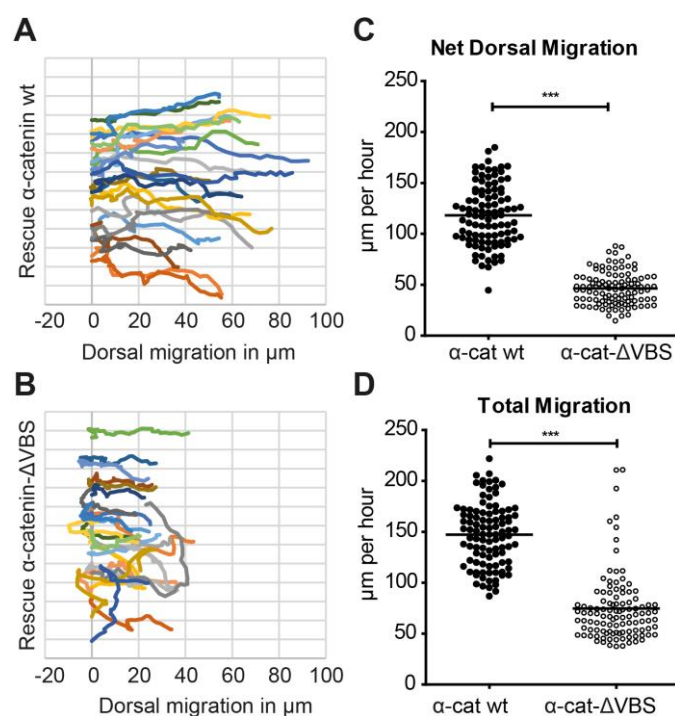 A
Rescue α-catenin wt
-20 0 20 40 60 80 100
Dorsal migration in µm
B
Rescue α-catenin-ΔVBS
-20 0 20 40 60 80 100
Dorsal migration in µm
C
Net Dorsal Migration
µm per hour
250
200
150
100
50
0
***
α-cat wt α-cat-ΔVBS
D
Total Migration
µm per hour
250
200
150
100
50
0
***
α-cat wt α-cat-ΔVBS